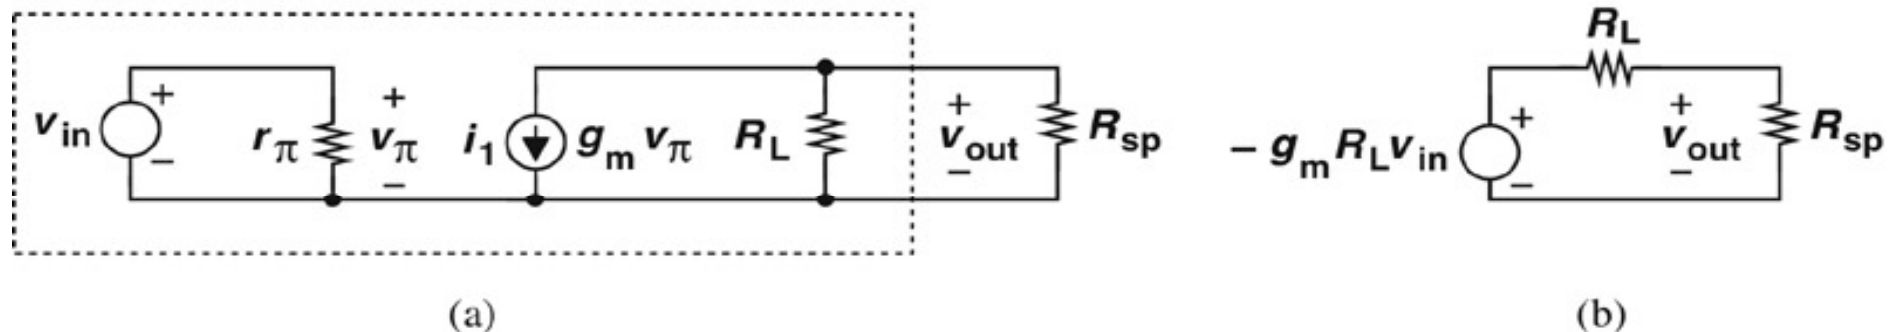 R_L
+ + + +
v_in r_π v_π i_1 g_m v_π R_L v_out R_sp − g_m R_L v_in v_out R_sp
− − − −
(a) (b)